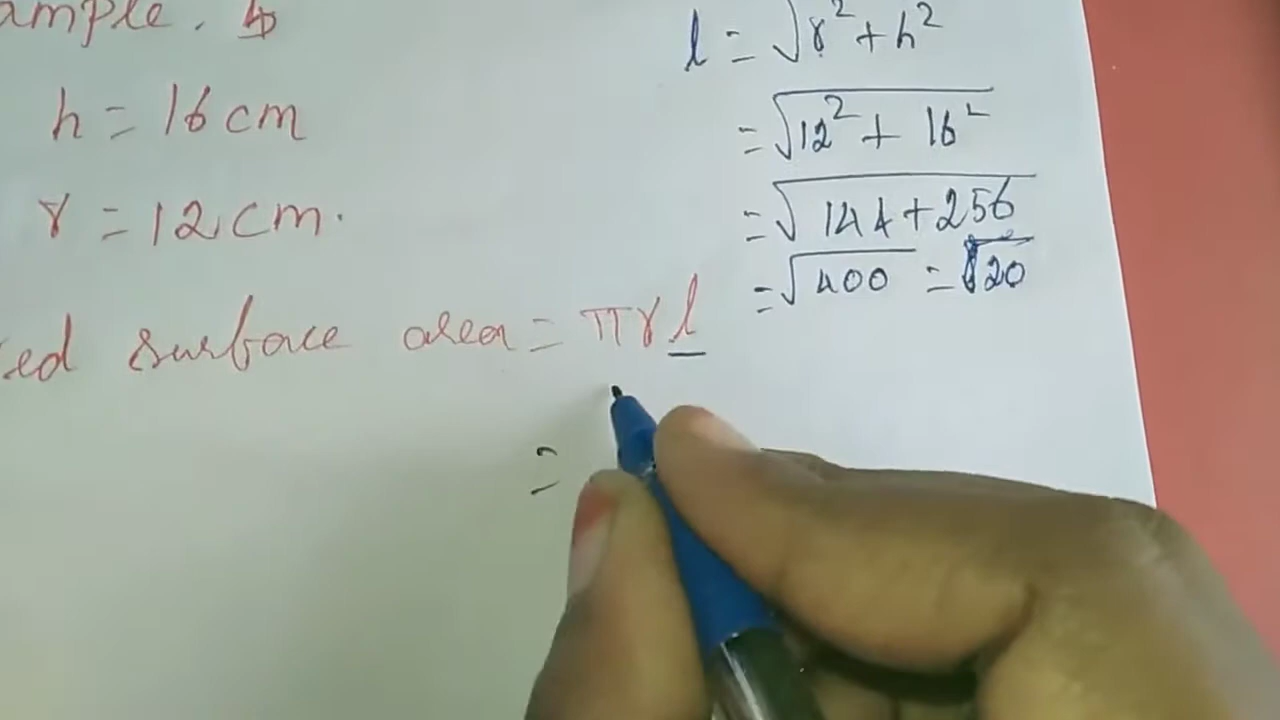 ample. 4
h = 16 cm
r = 12 cm.
ed surface area = πrl
=
l = √r² + h²
= √12² + 16²
= √144 + 256
= √400 = √20